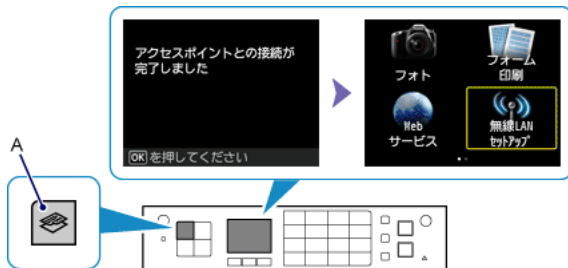 アクセスポイントとの接続が
完了しました
OKを押してください
フォト
フォーム
印刷
Web
サービス
無線LAN
セットアップ
A